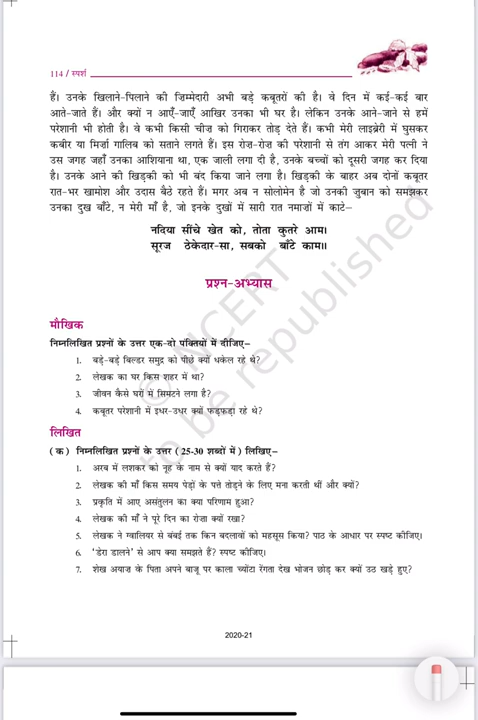 114 / स्पर्श
हैं। उनके खिलाने-पिलाने की ज़िम्मेदारी अभी बड़े कबूतरों की है। वे दिन में कई-कई बार
आते-जाते हैं। और क्यों न आएँ-जाएँ आखिर उनका भी घर है। लेकिन उनके आने-जाने से हमें
परेशानी भी होती है। वे कभी किसी चीज़ को गिराकर तोड़ देते हैं। कभी मेरी लाइब्रेरी में घुसकर
कबीर या मिर्ज़ा ग़ालिब को सताने लगते हैं। इस रोज़-रोज़ की परेशानी से तंग आकर मेरी पत्नी ने
उस जगह जहाँ उनका आशियाना था, एक जाली लगा दी है, उनके बच्चों को दूसरी जगह कर दिया
है। उनके आने की खिड़की को भी बंद किया जाने लगा है। खिड़की के बाहर अब दोनों कबूतर
रात-भर खामोश और उदास बैठे रहते हैं। मगर अब न सोलोमेन है जो उनकी ज़ुबान को समझकर
उनका दुख बाँटे, न मेरी माँ है, जो इनके दुखों में सारी रात नमाज़ों में काटे–
नदिया सींचे खेत को, तोता कुतरे आम।
सूरज ठेकेदार-सा, सबको बाँटे काम॥
प्रश्न-अभ्यास
मौखिक
निम्नलिखित प्रश्नों के उत्तर एक-दो पंक्तियों में दीजिए–
1. बड़े-बड़े बिल्डर समुद्र को पीछे क्यों धकेल रहे थे?
2. लेखक का घर किस शहर में था?
3. जीवन कैसे घरों में सिमटने लगा है?
4. कबूतर परेशानी में इधर-उधर क्यों फड़फड़ा रहे थे?
लिखित
(क) निम्नलिखित प्रश्नों के उत्तर (25-30 शब्दों में) लिखिए–
1. अरब में लशकर को नूह के नाम से क्यों याद करते हैं?
2. लेखक की माँ किस समय पेड़ों के पत्ते तोड़ने के लिए मना करती थीं और क्यों?
3. प्रकृति में आए असंतुलन का क्या परिणाम हुआ?
4. लेखक की माँ ने पूरे दिन का रोज़ा क्यों रखा?
5. लेखक ने ग्वालियर से बंबई तक किन बदलावों को महसूस किया? पाठ के आधार पर स्पष्ट कीजिए।
6. 'डेरा डालने' से आप क्या समझते हैं? स्पष्ट कीजिए।
7. शेख अयाज़ के पिता अपने बाजू पर काला च्योंटा रेंगता देख भोजन छोड़ कर क्यों उठ खड़े हुए?
© NCERT
to be republished
2020-21